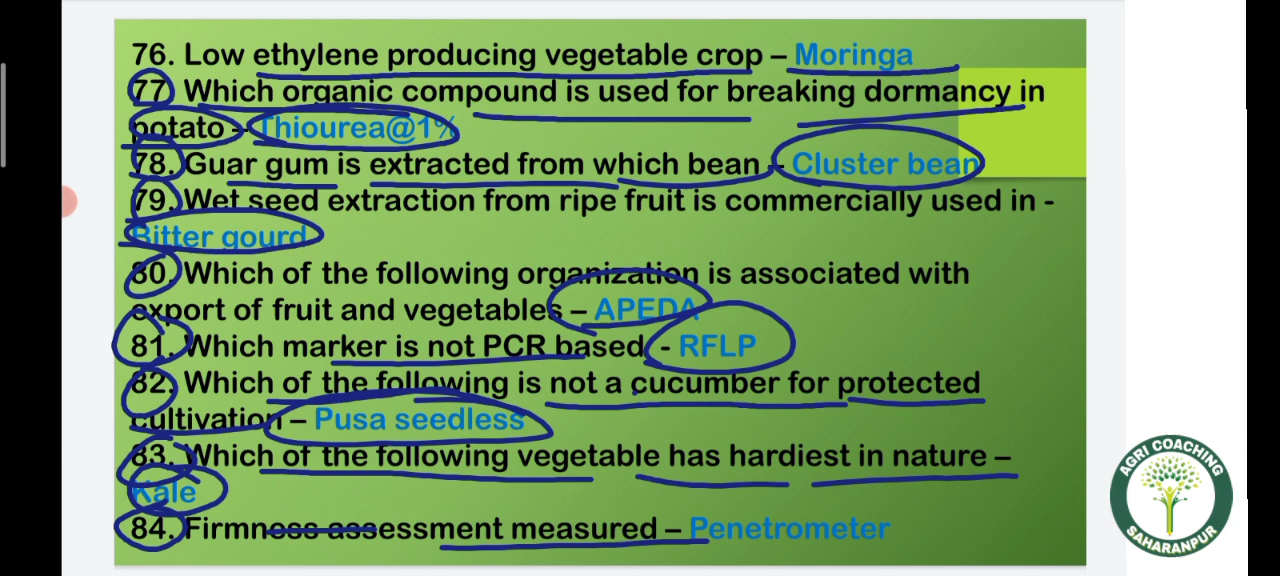 76. Low ethylene producing vegetable crop – Moringa
77. Which organic compound is used for breaking dormancy in
potato – Thiourea@1%
78. Guar gum is extracted from which bean – Cluster bean
79. Wet seed extraction from ripe fruit is commercially used in -
Bitter gourd
80. Which of the following organization is associated with
export of fruit and vegetables – APEDA
81. Which marker is not PCR based - RFLP
82. Which of the following is not a cucumber for protected
cultivation – Pusa seedless
83. Which of the following vegetable has hardiest in nature –
Kale
84. Firmness assessment measured – Penetrometer
AGRI COACHING
SAHARANPUR